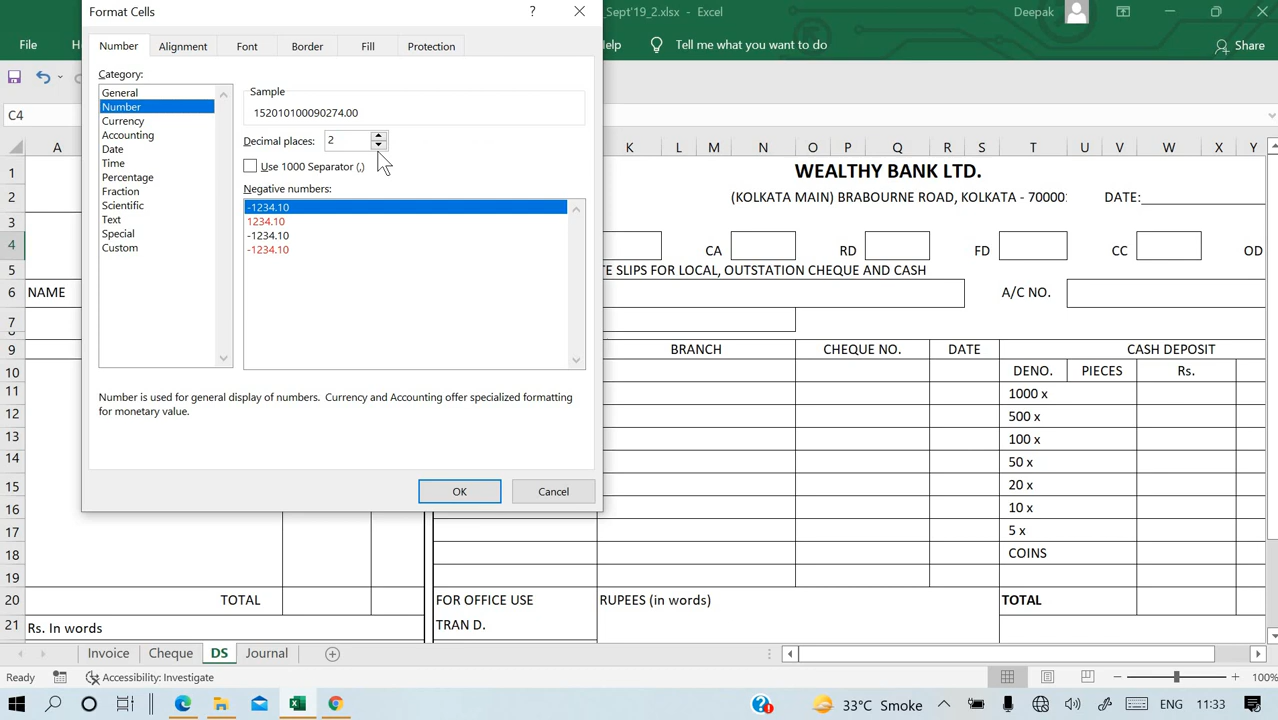 Format Cells
?
_Sept'19_2.xlsx - Excel
Deepak
File
Help
Tell me what you want to do
Share
Number
Alignment
Font
Border
Fill
Protection
Category:
General
Number
Currency
Accounting
Date
Time
Percentage
Fraction
Scientific
Text
Special
Custom
Sample
152010100090274.00
Decimal places: 2
Use 1000 Separator (,)
Negative numbers:
-1234.10
1234.10
-1234.10
-1234.10
Number is used for general display of numbers. Currency and Accounting offer specialized formatting
for monetary value.
OK
Cancel
C4
A K L M N O P Q R S T U V W X Y
1 WEALTHY BANK LTD.
2 (KOLKATA MAIN) BRABOURNE ROAD, KOLKATA - 70000 DATE:
3
4 CA RD FD CC OD
5 TE SLIPS FOR LOCAL, OUTSTATION CHEQUE AND CASH
6 NAME A/C NO.
7
8
9 BRANCH CHEQUE NO. DATE CASH DEPOSIT
10 DENO. PIECES Rs.
11 1000 x
12 500 x
13 100 x
14 50 x
15 20 x
16 10 x
17 5 x
18 COINS
19
20 TOTAL FOR OFFICE USE RUPEES (in words) TOTAL
21 Rs. In words TRAN D.
Invoice
Cheque
DS
Journal
Ready
Accessibility: Investigate
100%
33°C Smoke
ENG
11:33